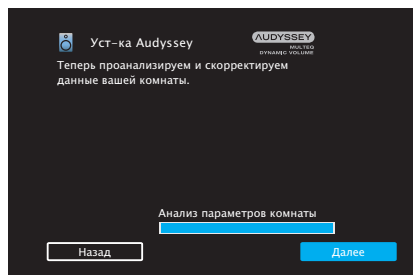 Уст-ка Audyssey
AUDYSSEY
MULTEQ
DYNAMIC VOLUME
Теперь проанализируем и скорректируем
данные вашей комнаты.
Анализ параметров комнаты
Назад
Далее